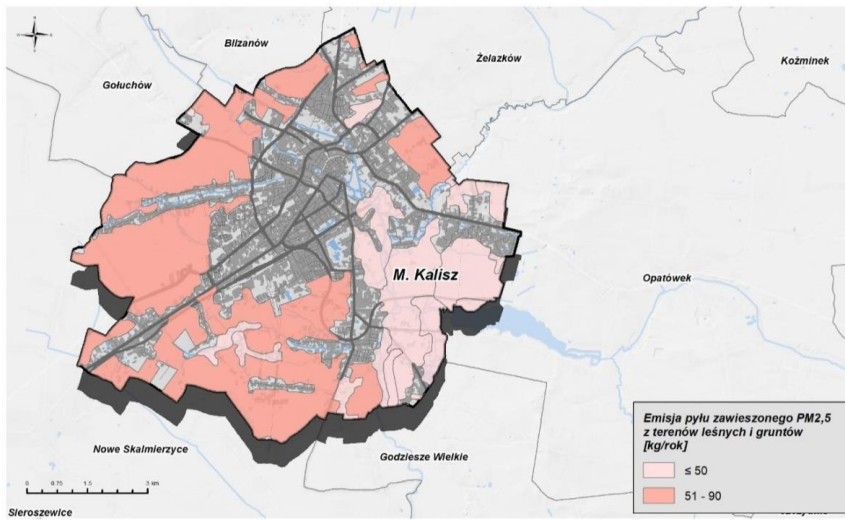 Blizanów
Żelazków
Koźminek
Gołuchów
M. Kalisz
Opatówek
Emisja pyłu zawieszonego PM2,5
z terenów leśnych i gruntów
[kg/rok]
≤ 50
51 - 90
Nowe Skalmierzyce
Godziesze Wielkie
0 0.75 1.5 3 km
Sieroszewice